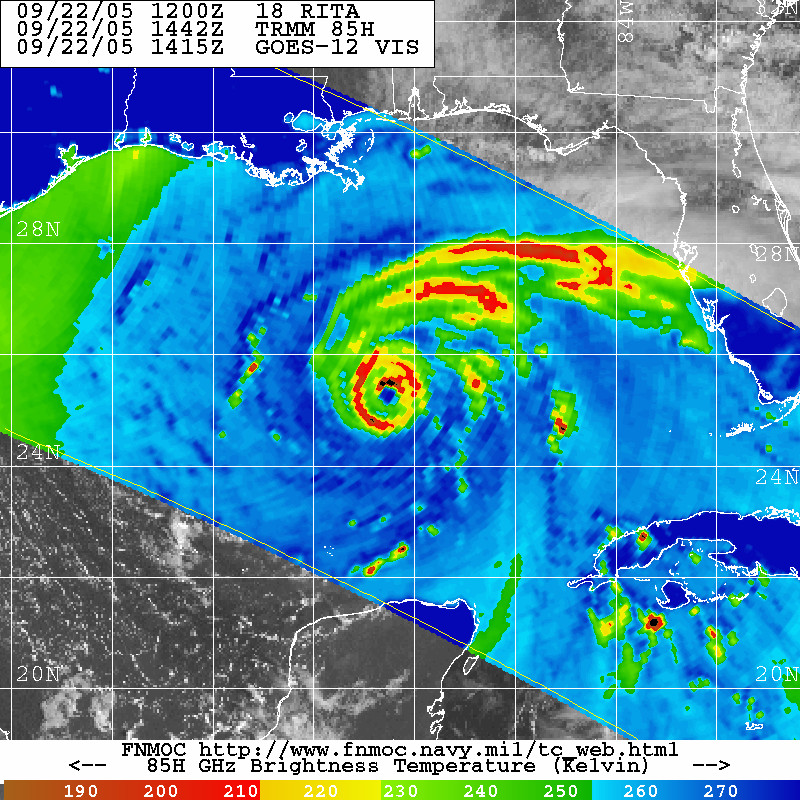 09/22/05 1200Z 18 RITA
09/22/05 1442Z TRMM 85H
09/22/05 1415Z GOES-12 VIS
84W
28N
28N
24N
24N
20N
20N
FNMOC http://www.fnmoc.navy.mil/tc_web.html
<-- 85H GHz Brightness Temperature (Kelvin) -->
190 200 210 220 230 240 250 260 270